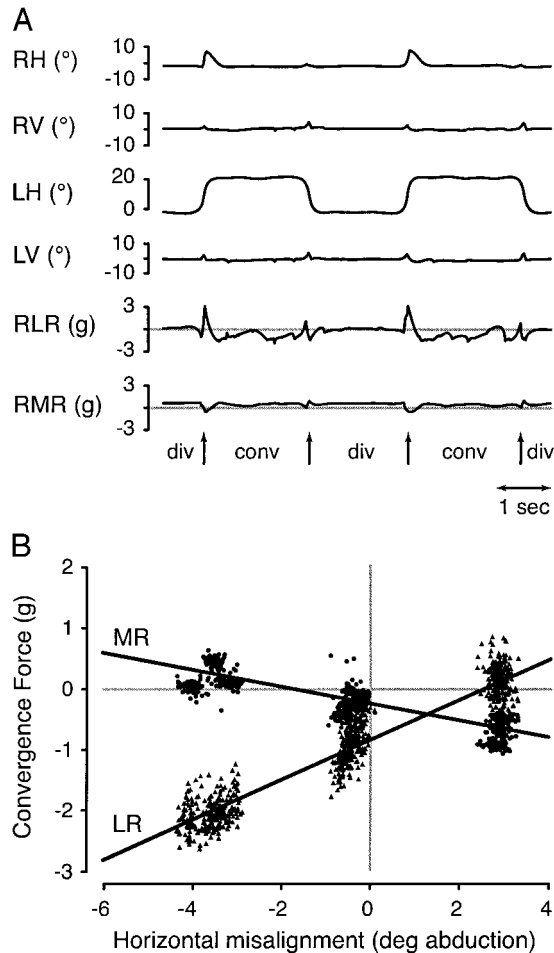 A
RH (°)
10
-10
RV (°)
10
-10
LH (°)
20
0
LV (°)
10
-10
RLR (g)
3
-3
RMR (g)
3
-3
div conv div conv div
1 sec
B
Convergence Force (g)
2
1
0
-1
-2
-3
MR
LR
-6 -4 -2 0 2 4
Horizontal misalignment (deg abduction)